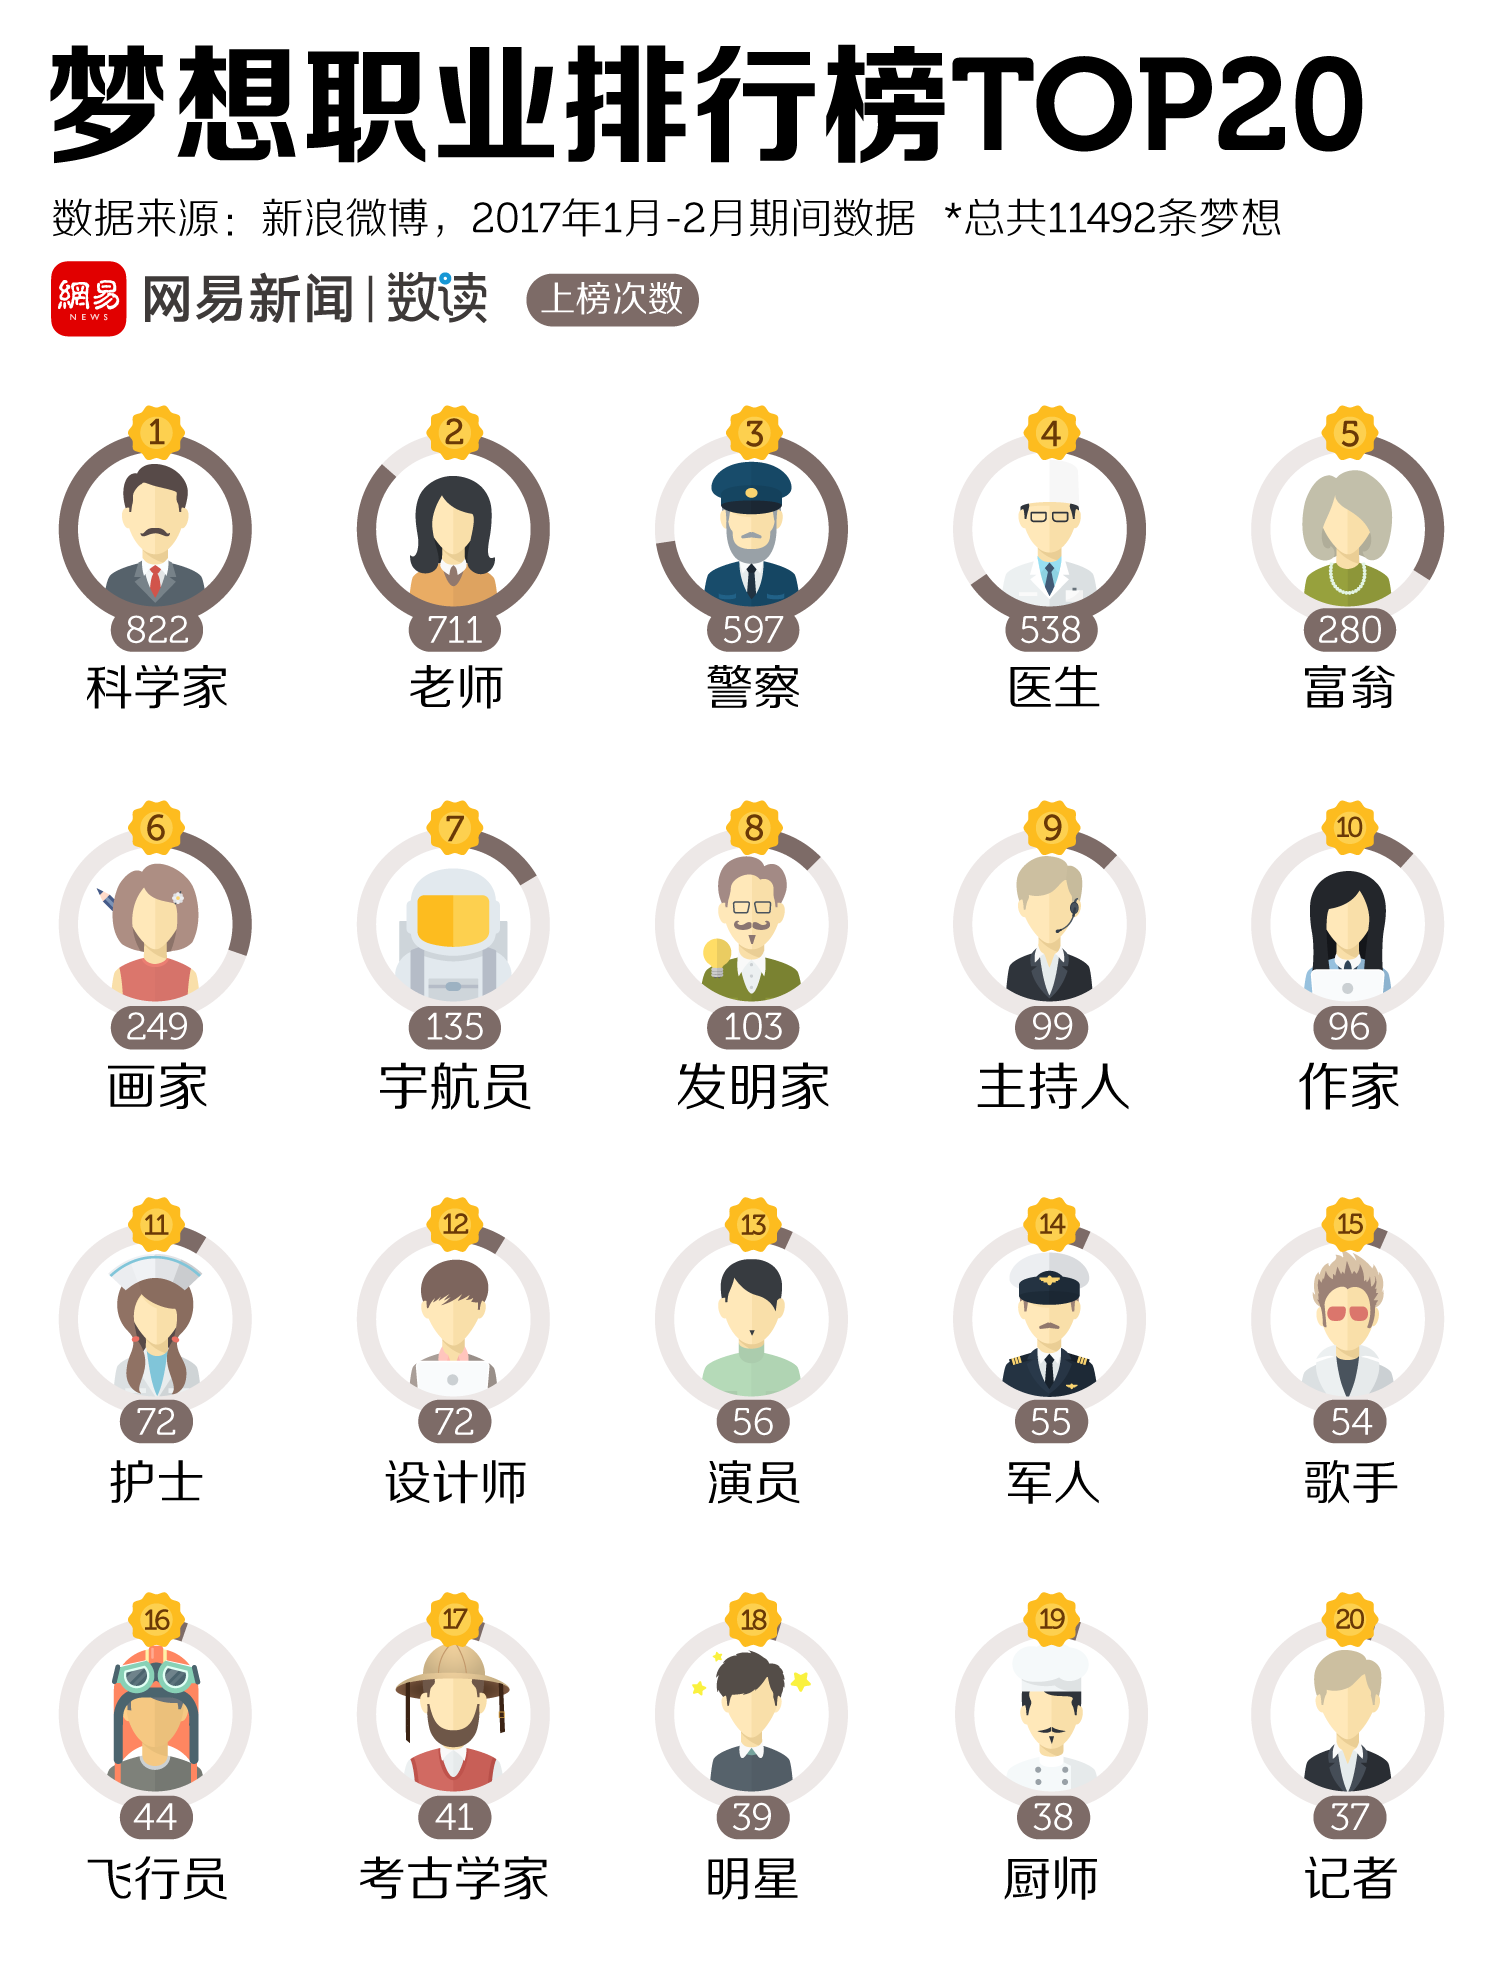 梦想职业排行榜TOP20
数据来源：新浪微博，2017年1月-2月期间数据 *总共11492条梦想
網易 NEWS 网易新闻 | 数读 上榜次数
1 2 3 4 5
822 711 597 538 280
科学家 老师 警察 医生 富翁
6 7 8 9 10
249 135 103 99 96
画家 宇航员 发明家 主持人 作家
11 12 13 14 15
72 72 56 55 54
护士 设计师 演员 军人 歌手
16 17 18 19 20
44 41 39 38 37
飞行员 考古学家 明星 厨师 记者